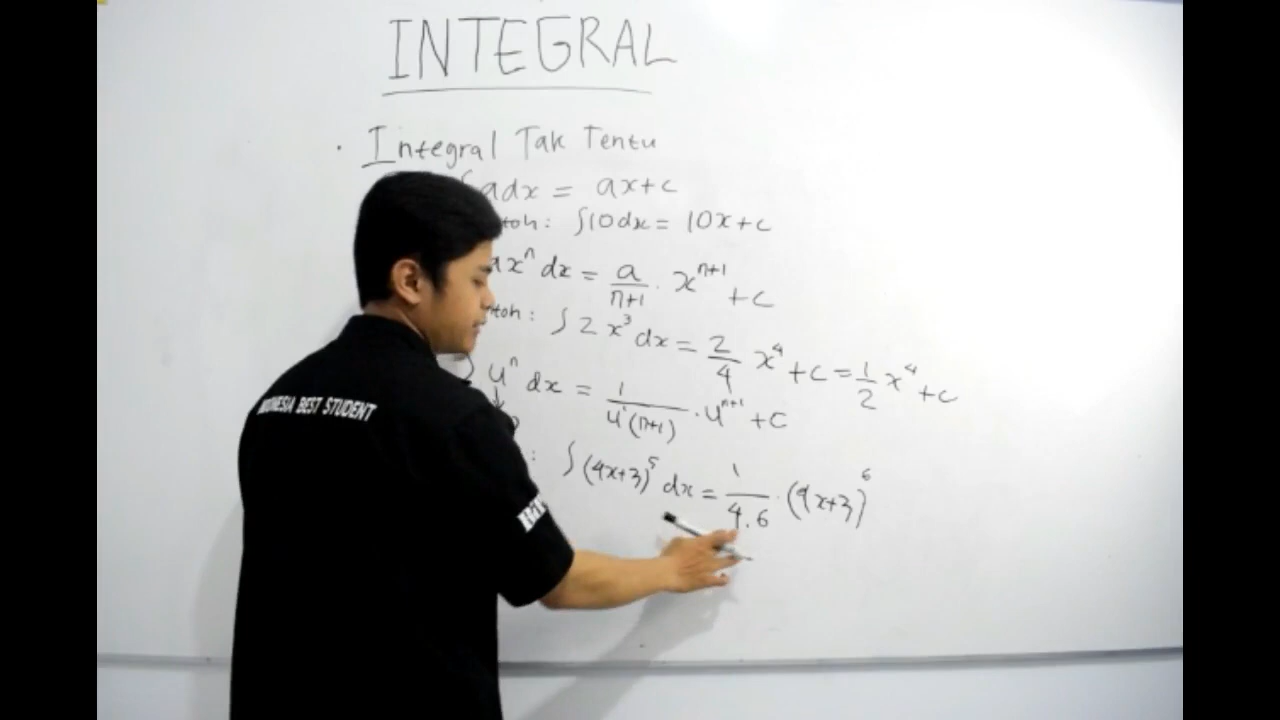 INTEGRAL
· Integral Tak Tentu
∫adx = ax+c
toh: ∫10dx = 10x+c
ax^n dx = a/(n+1) · x^(n+1) + c
ntoh: ∫2x^3 dx = 2/4 x^4 + c = 1/2 x^4 + c
u^n dx = 1/(u'(n+1)) · u^(n+1) + c
: ∫(4x+3)^5 dx = 1/(4.6) · (4x+3)^6
INDONESIA BEST STUDENT